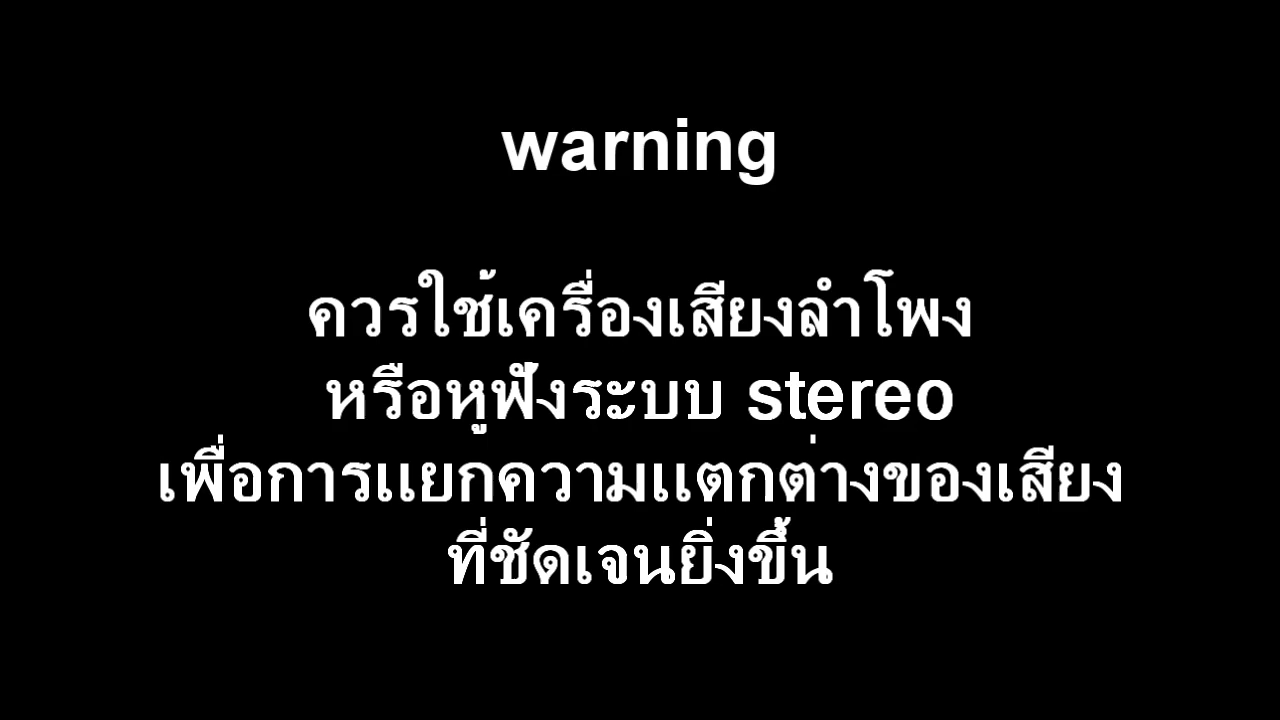 warning
ควรใช้เครื่องเสียงลำโพง
หรือหูฟังระบบ stereo
เพื่อการแยกความแตกต่างของเสียง
ที่ชัดเจนยิ่งขึ้น